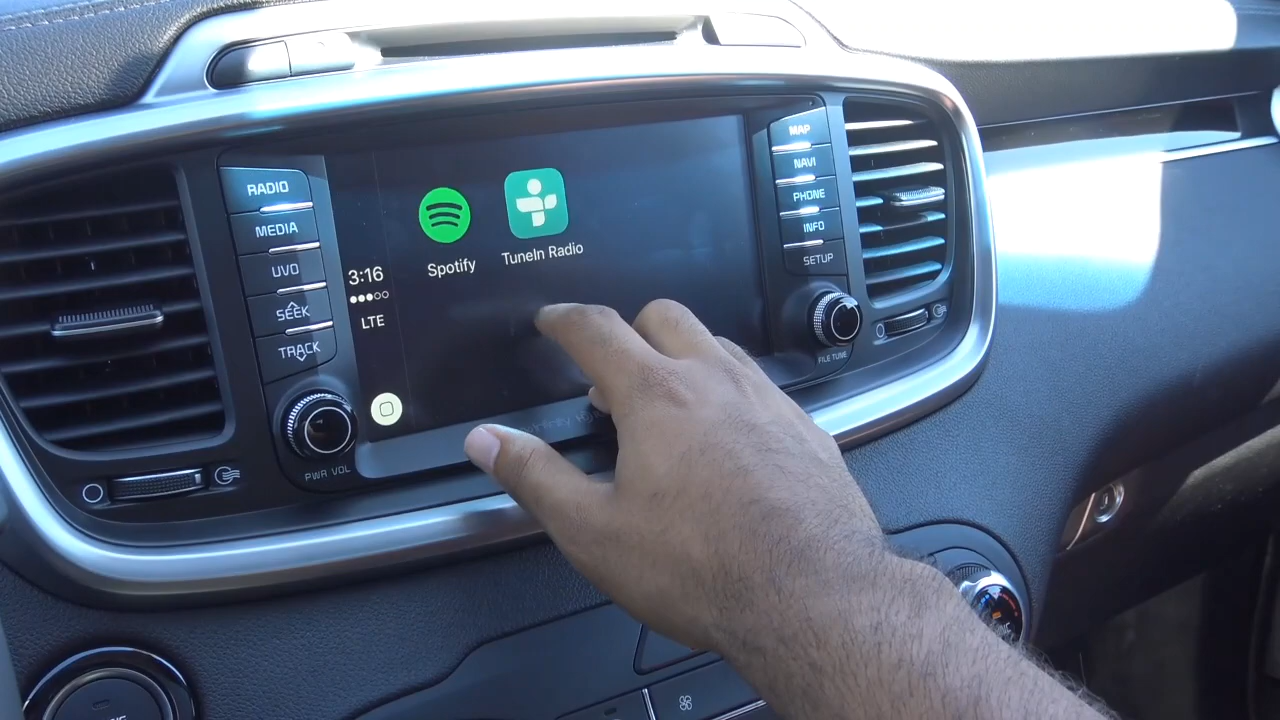 RADIO
MEDIA
UVO
SEEK
TRACK
PWR VOL
3:16
LTE
Spotify
TuneIn Radio
MAP
NAVI
PHONE
INFO
SETUP
FILE TUNE